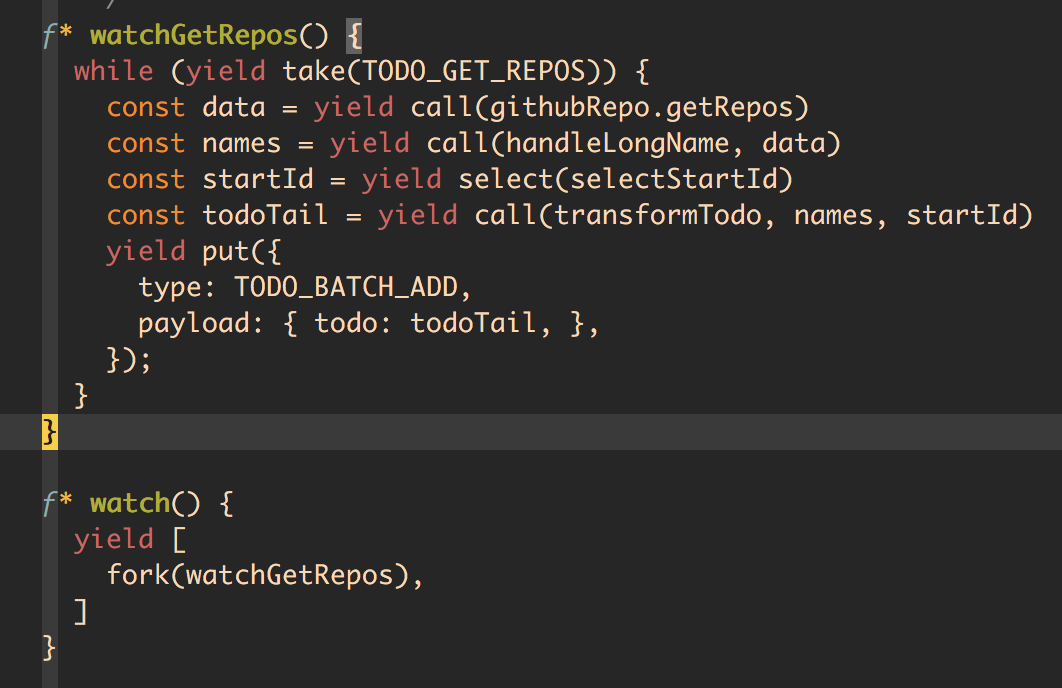 /
f* watchGetRepos() {
while (yield take(TODO_GET_REPOS)) {
const data = yield call(githubRepo.getRepos)
const names = yield call(handleLongName, data)
const startId = yield select(selectStartId)
const todoTail = yield call(transformTodo, names, startId)
yield put({
type: TODO_BATCH_ADD,
payload: { todo: todoTail, },
});
}
}
f* watch() {
yield [
fork(watchGetRepos),
]
}